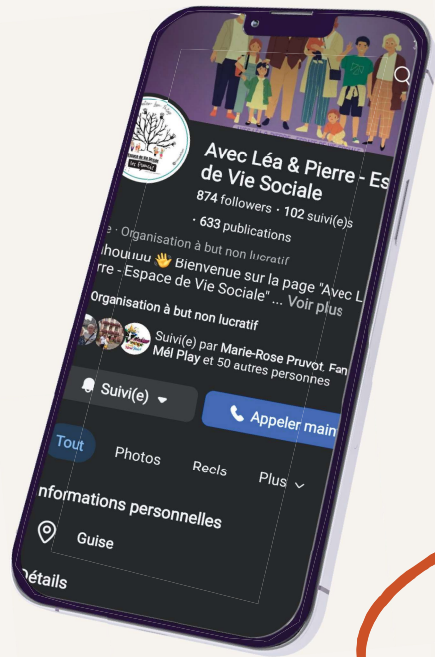 Avec Léa & Pierre - Es
de Vie Sociale
874 followers · 102 suivi(e)s
· 633 publications
e · Organisation à but non lucratif
👋 Bienvenue sur la page "Avec L
rre - Espace de Vie Sociale" ... Voir plus
Organisation à but non lucratif
Suivi(e) par Marie-Rose Pruvot, Fan
Mél Play et 50 autres personnes
Suivi(e)
Appeler main
Tout
Photos
Reels
Plus
nformations personnelles
Guise
Détails